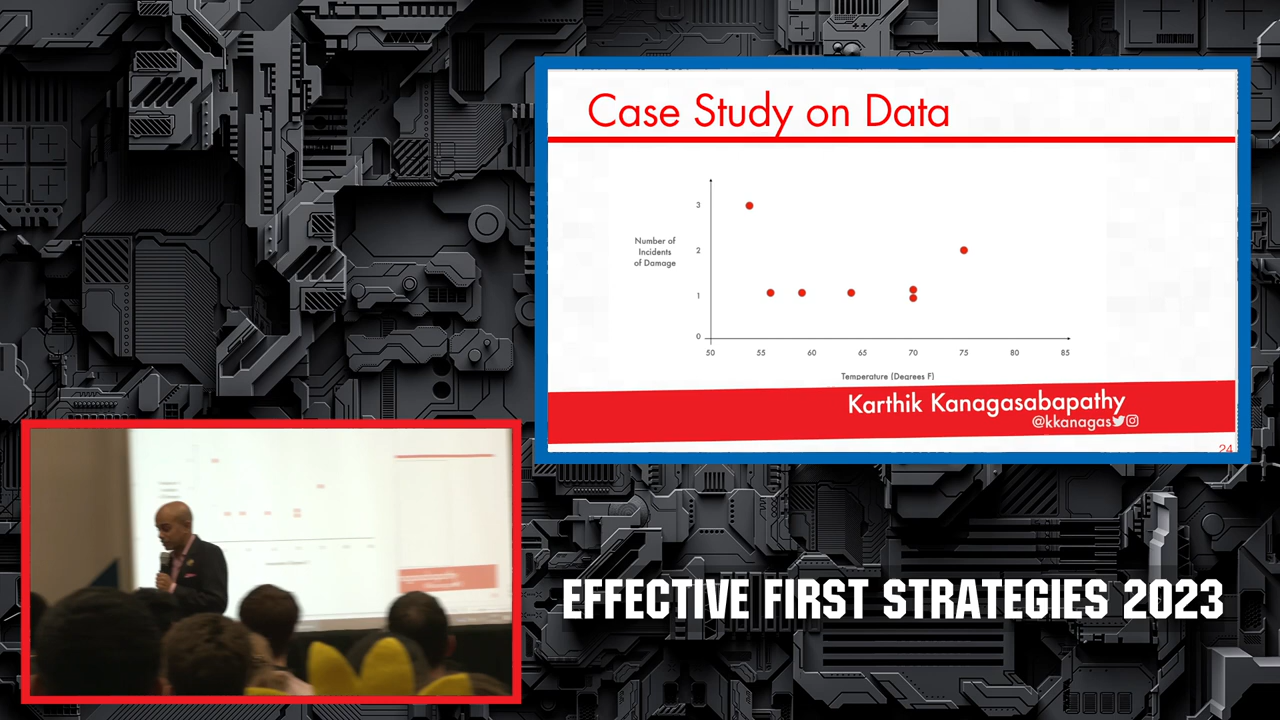 Case Study on Data
3
Number of
Incidents
of Damage
2
1
0
50 55 60 65 70 75 80 85
Temperature (Degrees F)
Karthik Kanagasabapathy
@kkanagas
24
EFFECTIVE FIRST STRATEGIES 2023